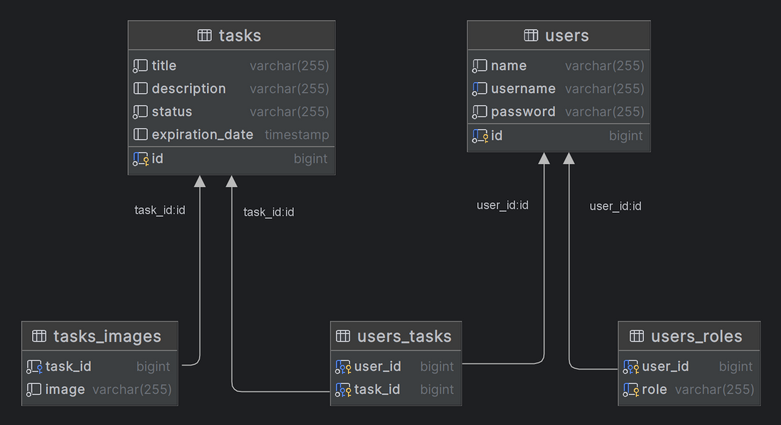 tasks
title varchar(255)
description varchar(255)
status varchar(255)
expiration_date timestamp
id bigint
users
name varchar(255)
username varchar(255)
password varchar(255)
id bigint
task_id:id
task_id:id
user_id:id
user_id:id
tasks_images
task_id bigint
image varchar(255)
users_tasks
user_id bigint
task_id bigint
users_roles
user_id bigint
role varchar(255)